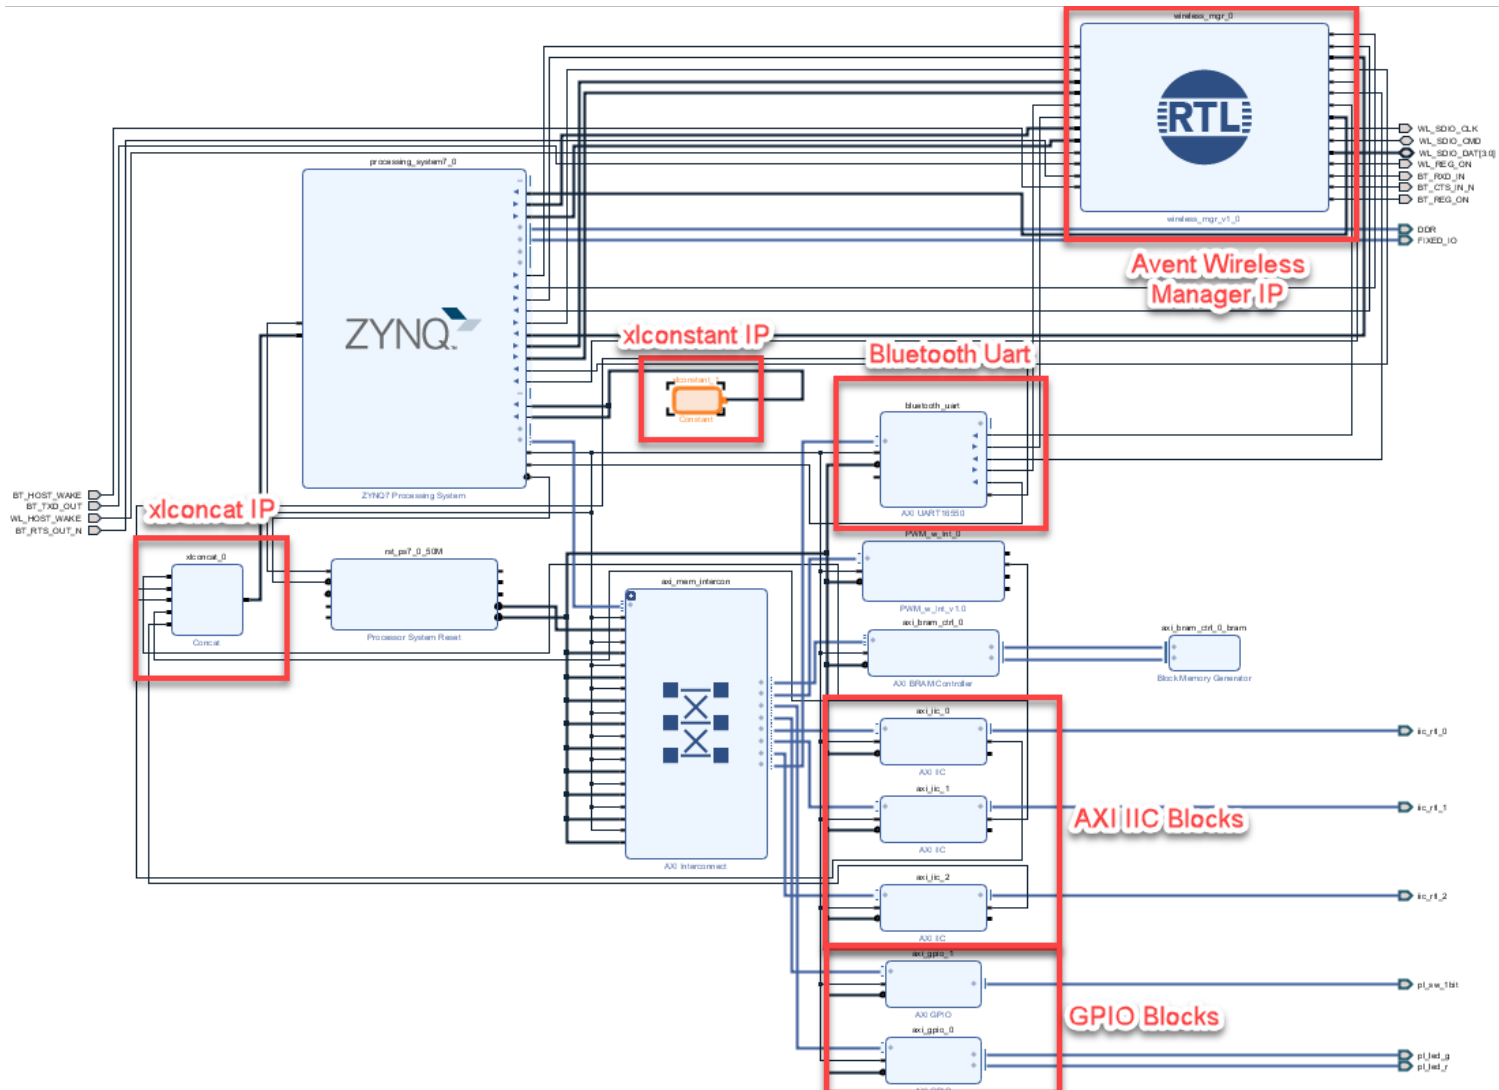 wireless_mgr_0
RTL
wireless_mgr_v1_0
WL_SDIO_CLK
WL_SDIO_CMD
WL_SDIO_DAT[3:0]
WL_REG_ON
BT_RXD_IN
BT_CTS_IN_N
BT_REG_ON
DDR
FIXED_IO
Avent Wireless
Manager IP
processing_system7_0
ZYNQ
ZYNQ7 Processing System
xlconstant IP
xlconstant_1
Constant
Bluetooth Uart
bluetooth_uart
AXI UART16550
BT_HOST_WAKE
BT_TXD_OUT
WL_HOST_WAKE
BT_RTS_OUT_N
xlconcat IP
xlconcat_0
Concat
rst_ps7_0_50M
Processor System Reset
axi_mem_intercon
AXI Interconnect
PWM_w_Int_0
PWM_w_Int_v1.0
axi_bram_ctrl_0
AXI BRAM Controller
axi_bram_ctrl_0_bram
Block Memory Generator
axi_iic_0
AXI IIC
iic_rtl_0
axi_iic_1
AXI IIC
iic_rtl_1
AXI IIC Blocks
axi_iic_2
AXI IIC
iic_rtl_2
axi_gpio_1
AXI GPIO
pl_sw_1bit
GPIO Blocks
axi_gpio_0
pl_led_g
pl_led_r